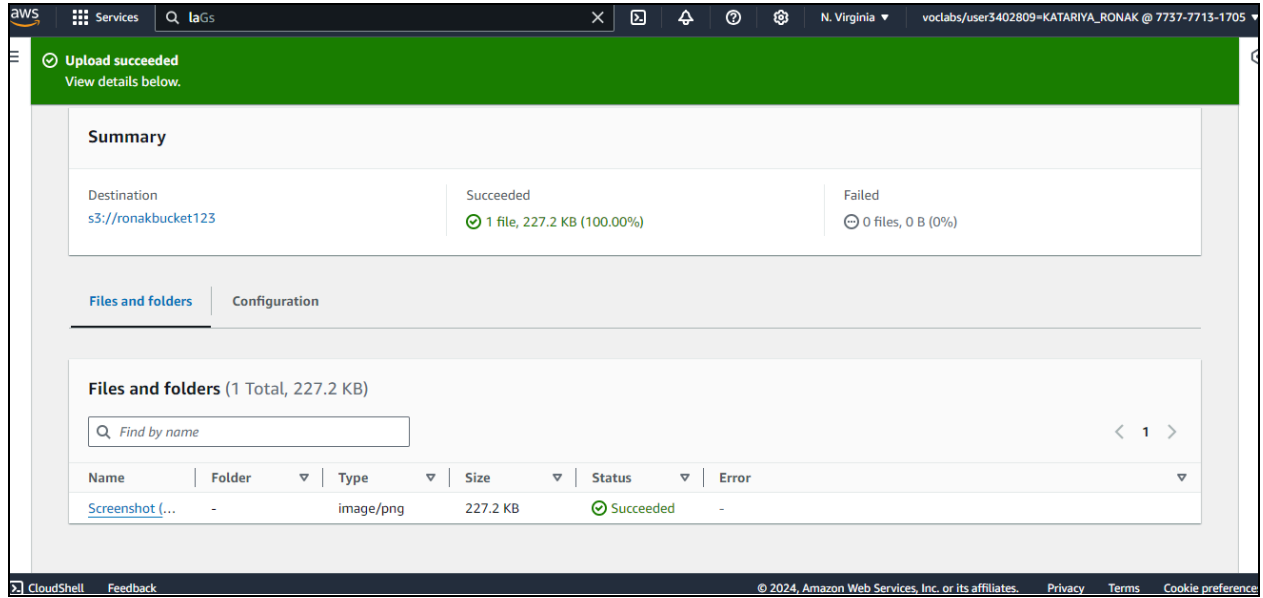 aws Services laGs N. Virginia voclabs/user3402809=KATARIYA_RONAK @ 7737-7713-1705
Upload succeeded
View details below.
Summary
Destination Succeeded Failed
s3://ronakbucket123 1 file, 227.2 KB (100.00%) 0 files, 0 B (0%)
Files and folders Configuration
Files and folders (1 Total, 227.2 KB)
Find by name 1
Name Folder Type Size Status Error
Screenshot (... - image/png 227.2 KB Succeeded -
CloudShell Feedback © 2024, Amazon Web Services, Inc. or its affiliates. Privacy Terms Cookie preference